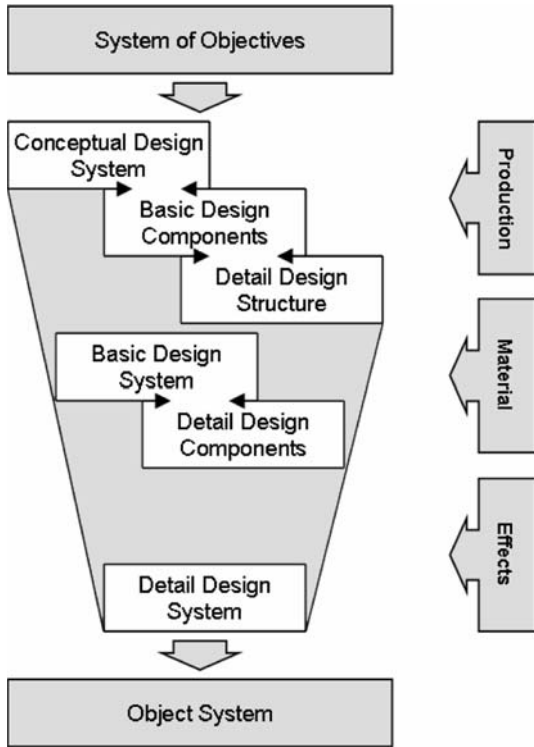 System of Objectives
Conceptual Design
System
Basic Design
Components
Detail Design
Structure
Basic Design
System
Detail Design
Components
Detail Design
System
Object System
Production
Material
Effects